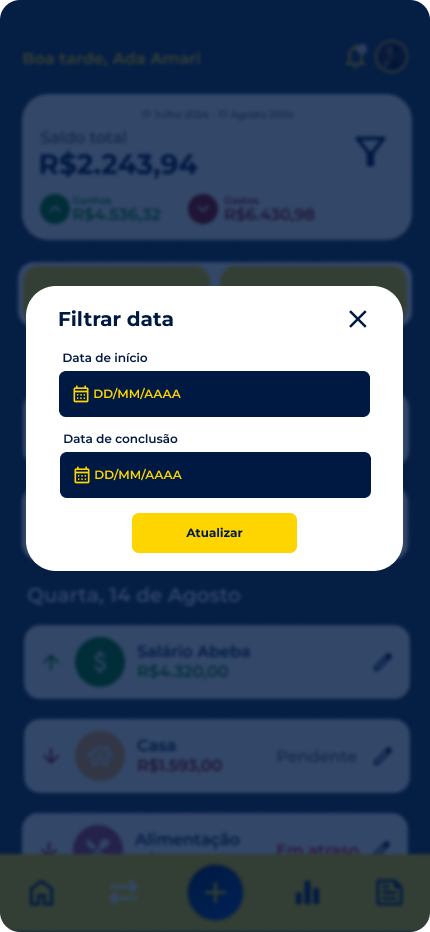 Boa tarde, Ada Amari
17 Julho 2024 - 17 Agosto 2024
Saldo total
R$2.243,94
Ganhos
R$4.536,32
Gastos
R$6.430,98
Filtrar data
Data de início
DD/MM/AAAA
Data de conclusão
DD/MM/AAAA
Atualizar
Quarta, 14 de Agosto
Salário Abeba
R$4.320,00
Casa
R$1.593,00
Pendente
Alimentação
Em atraso